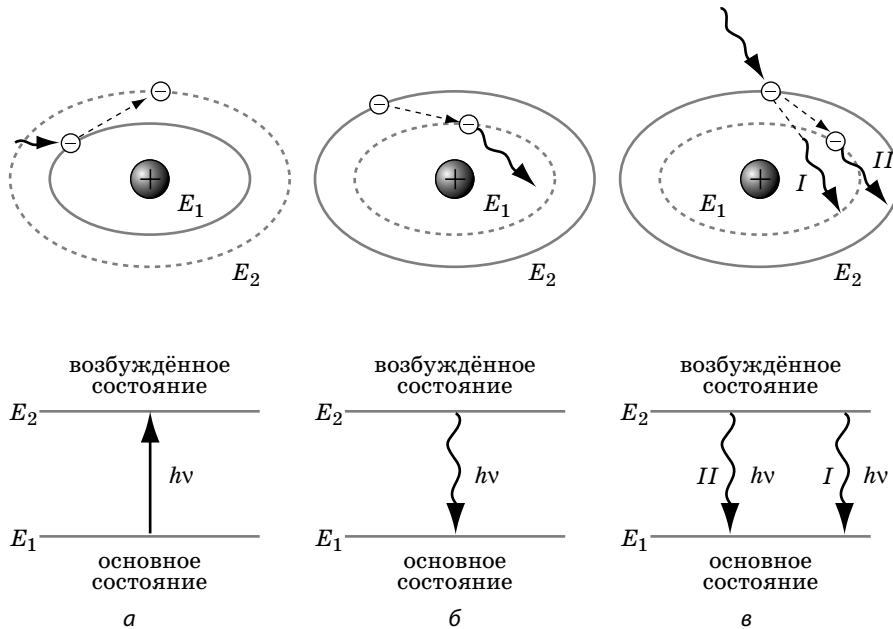 − − −
− − −
+ + +
E₁ E₁ E₁ I II
E₂ E₂ E₂
возбуждённое возбуждённое возбуждённое
состояние состояние состояние
E₂ E₂ E₂
hν hν II hν I hν
E₁ E₁ E₁
основное основное основное
состояние состояние состояние
а б в